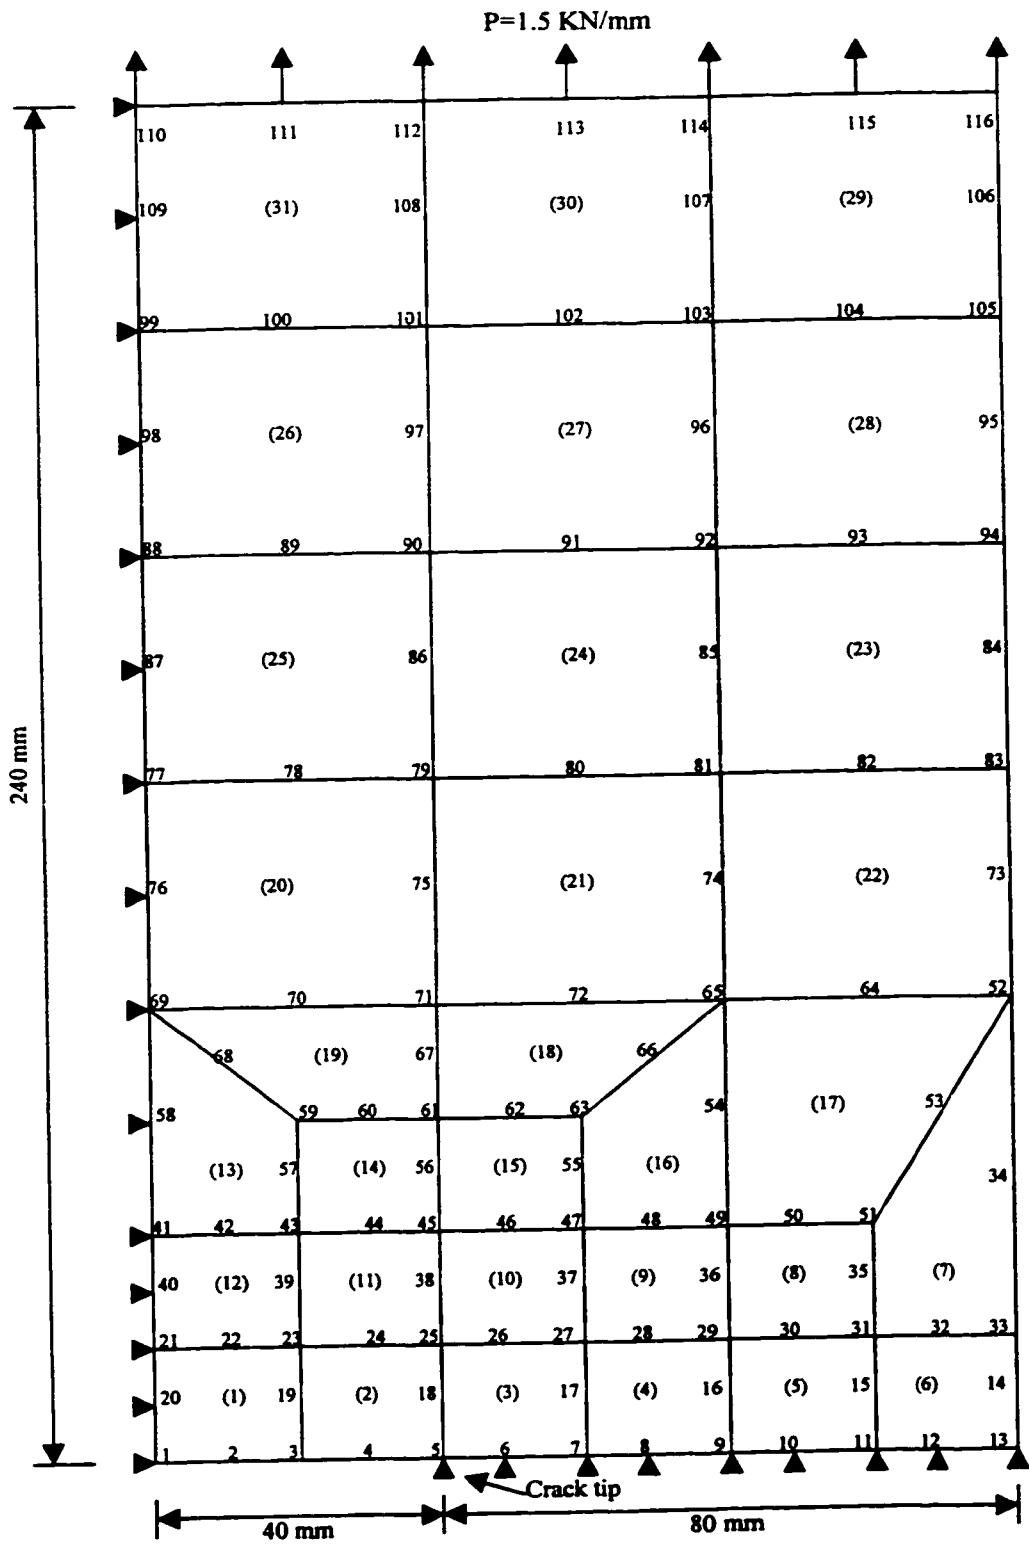 P=1.5 KN/mm
110 111 112 113 114 115 116
109 (31) 108 (30) 107 (29) 106
99 100 101 102 103 104 105
98 (26) 97 (27) 96 (28) 95
88 89 90 91 92 93 94
87 (25) 86 (24) 85 (23) 84
240 mm
77 78 79 80 81 82 83
76 (20) 75 (21) 74 (22) 73
69 70 71 72 65 64 52
68 (19) 67 (18) 66
58 59 60 61 62 63 54 (17) 53
(13) 57 (14) 56 (15) 55 (16) 34
41 42 43 44 45 46 47 48 49 50 51
40 (12) 39 (11) 38 (10) 37 (9) 36 (8) 35 (7)
21 22 23 24 25 26 27 28 29 30 31 32 33
20 (1) 19 (2) 18 (3) 17 (4) 16 (5) 15 (6) 14
1 2 3 4 5 6 7 8 9 10 11 12 13
Crack tip
40 mm 80 mm